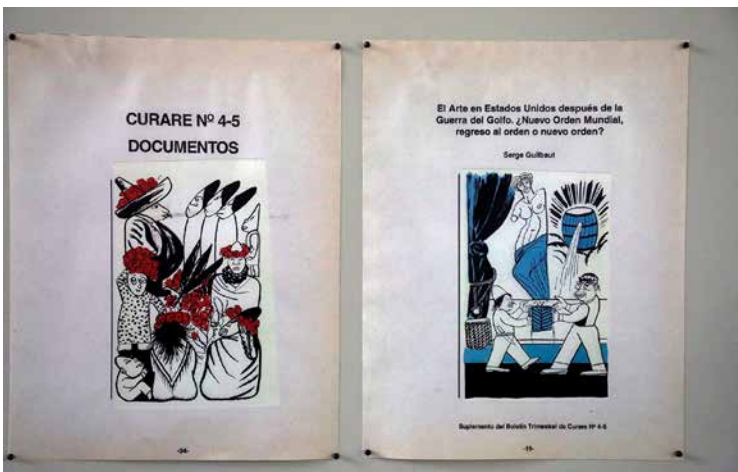 CURARE Nº 4-5
DOCUMENTOS
-34-
El Arte en Estados Unidos después de la
Guerra del Golfo. ¿Nuevo Orden Mundial,
regreso al orden o nuevo orden?
Serge Guilbaut
Suplemento del Boletín Trimestral de Curare Nº 4-5